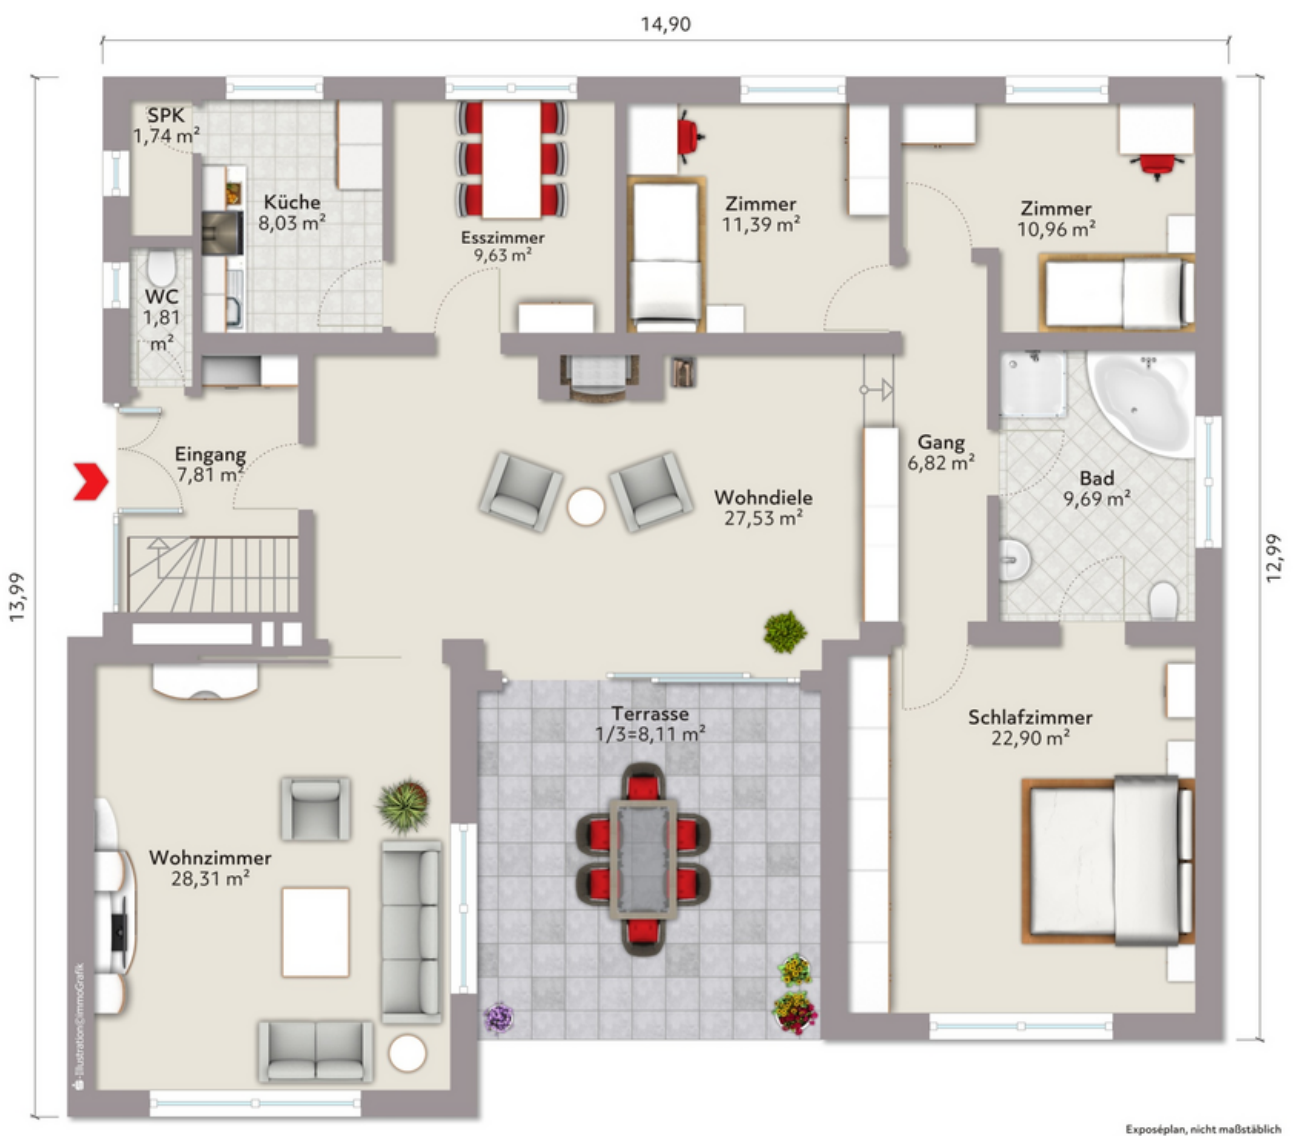 14,90
SPK
1,74 m²
Küche
8,03 m²
Esszimmer
9,63 m²
Zimmer
11,39 m²
Zimmer
10,96 m²
WC
1,81
m²
Eingang
7,81 m²
Wohndiele
27,53 m²
Gang
6,82 m²
Bad
9,69 m²
13,99
12,99
Terrasse
1/3=8,11 m²
Schlafzimmer
22,90 m²
Wohnzimmer
28,31 m²
-Illustration©immoGrafik
Exposéplan, nicht maßstäblich